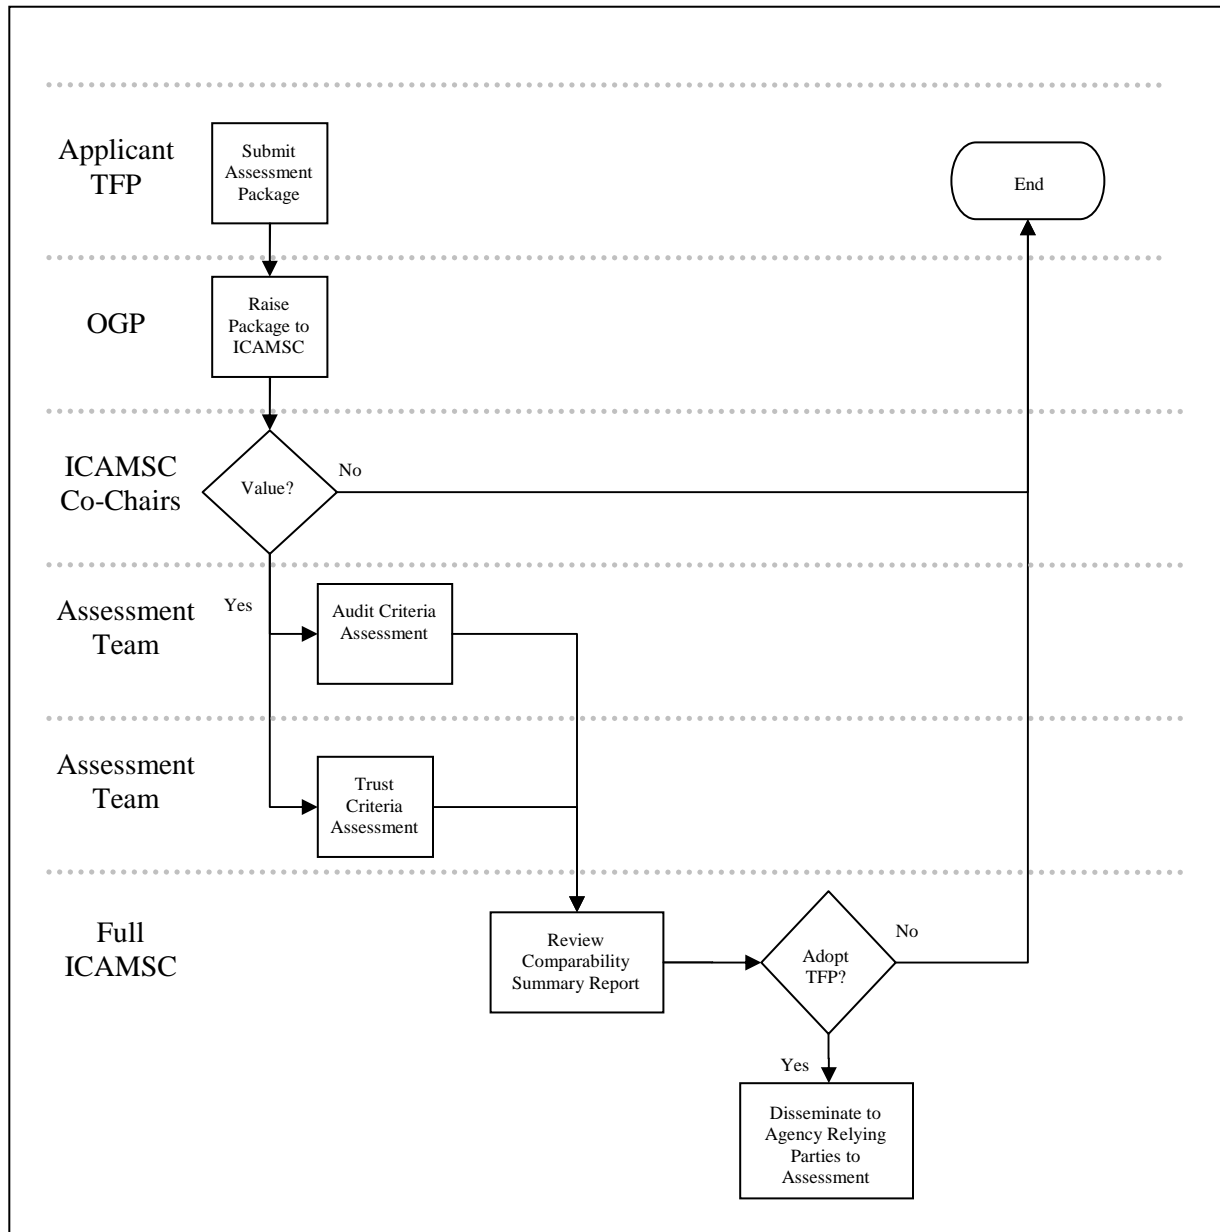 Applicant
TFP
Submit
Assessment
Package
End
OGP
Raise
Package to
ICAMSC
ICAMSC
Co-Chairs
Value?
No
Assessment
Team
Yes
Audit Criteria
Assessment
Assessment
Team
Trust
Criteria
Assessment
Full
ICAMSC
Review
Comparability
Summary Report
Adopt
TFP?
No
Yes
Disseminate to
Agency Relying
Parties to
Assessment